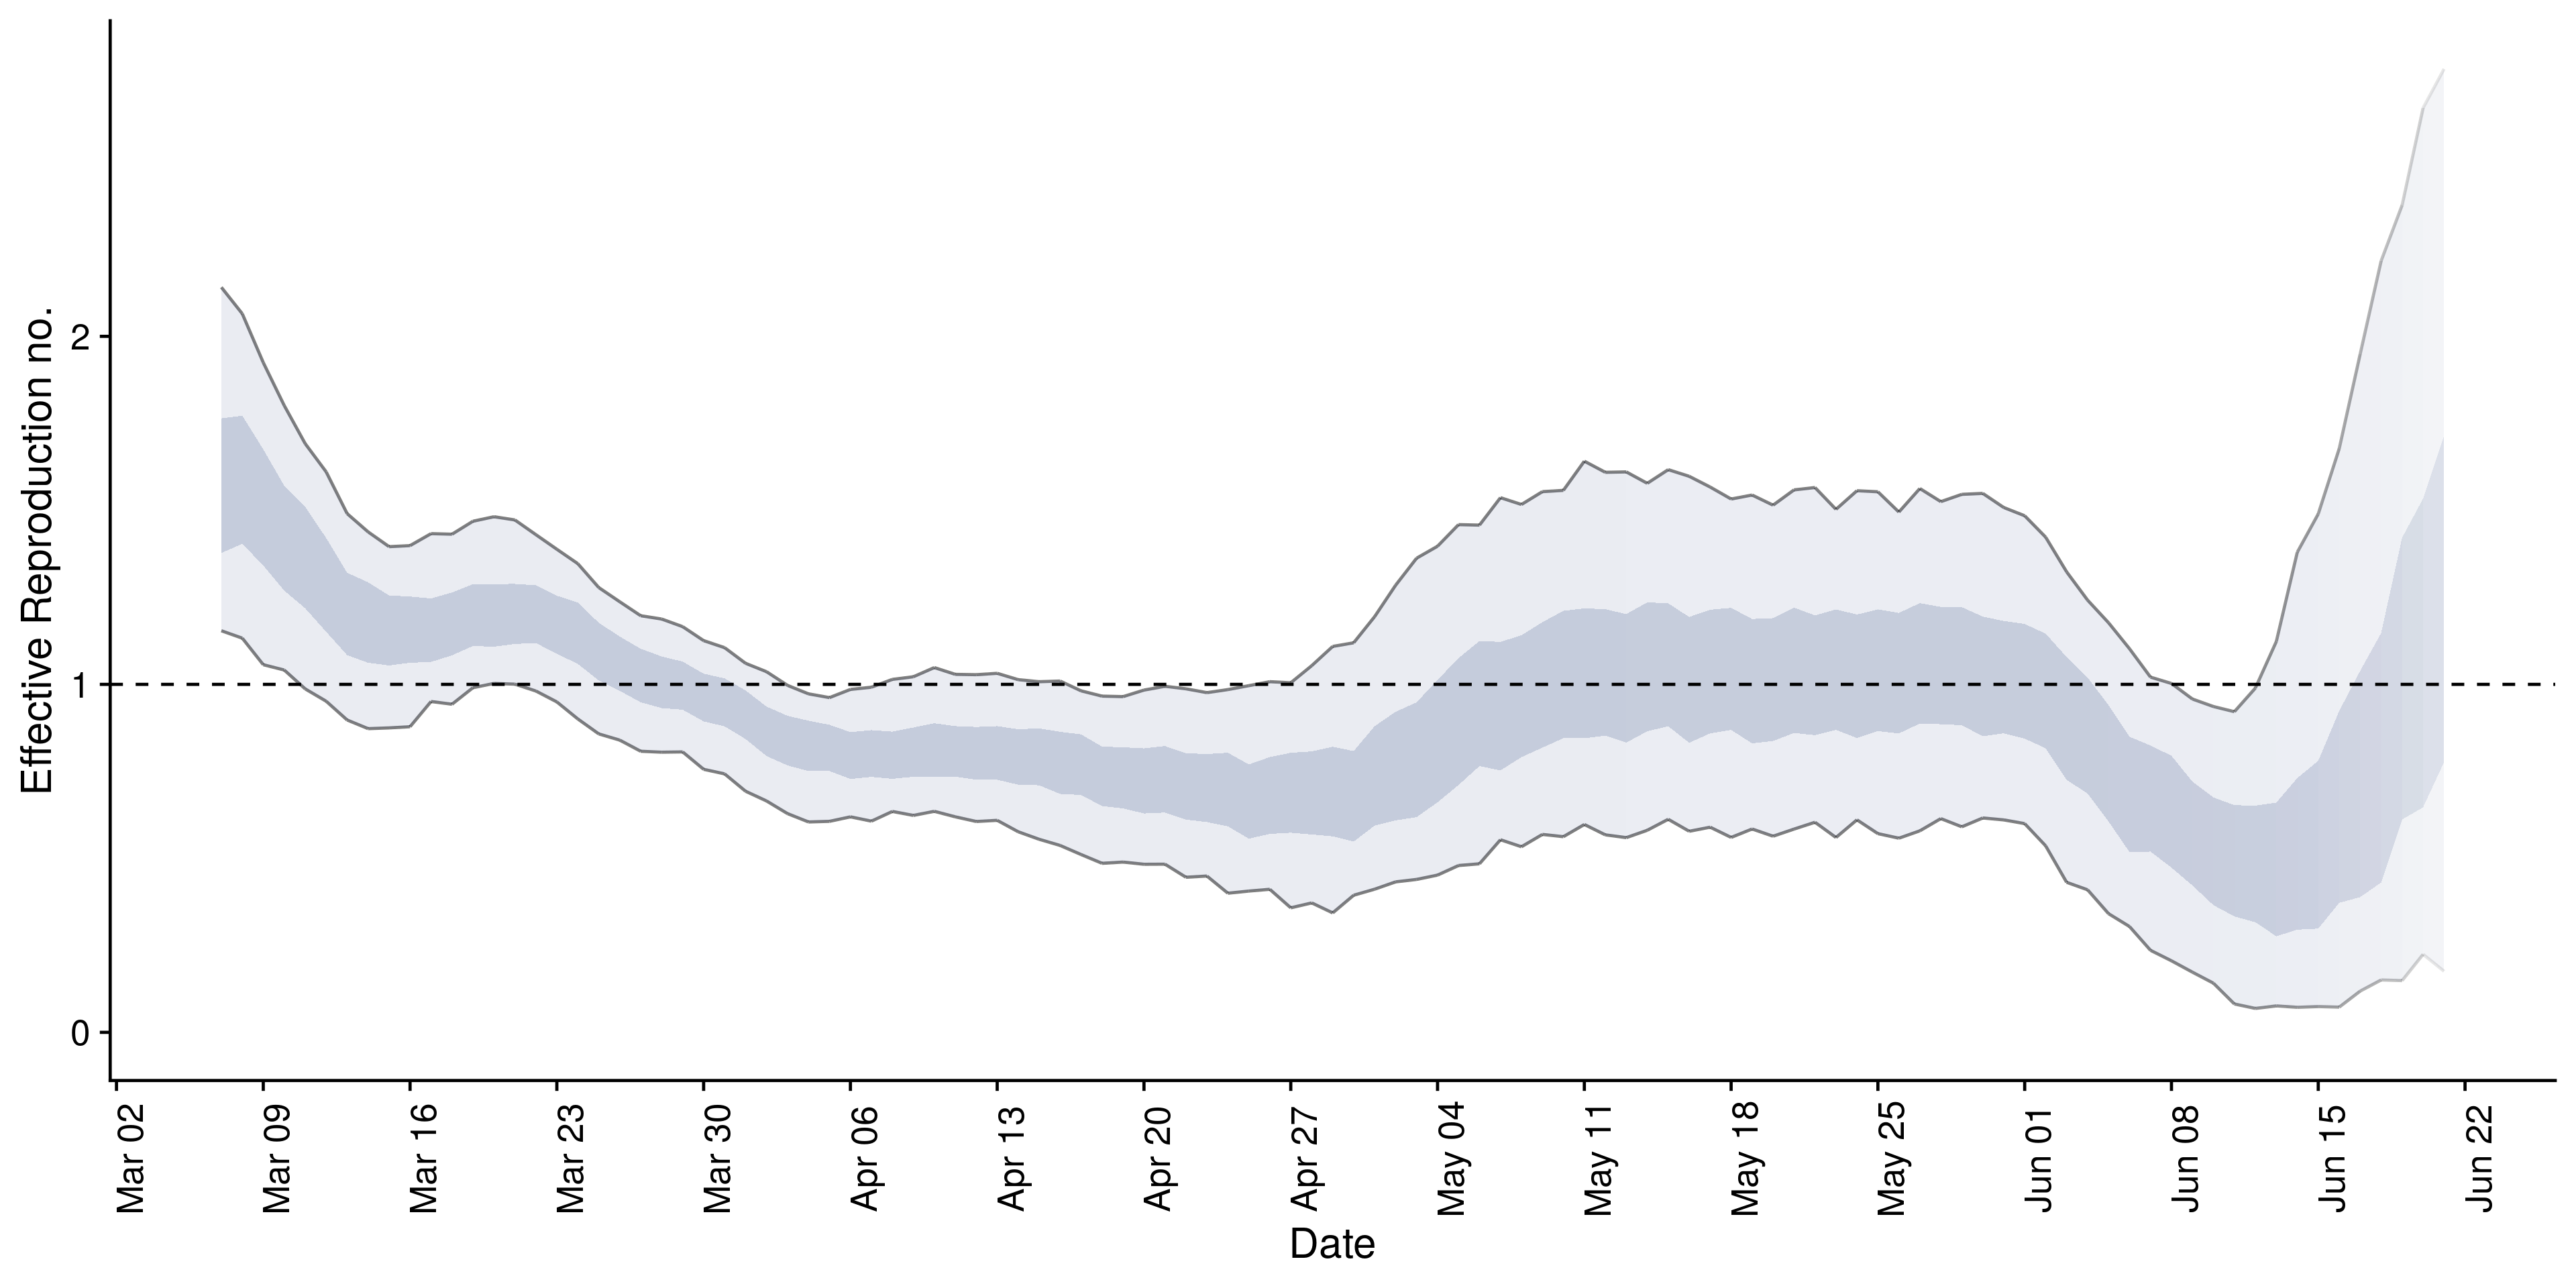 Effective Reproduction no.
2
1
0
Mar 02
Mar 09
Mar 16
Mar 23
Mar 30
Apr 06
Apr 13
Apr 20
Apr 27
May 04
May 11
May 18
May 25
Jun 01
Jun 08
Jun 15
Jun 22
Date